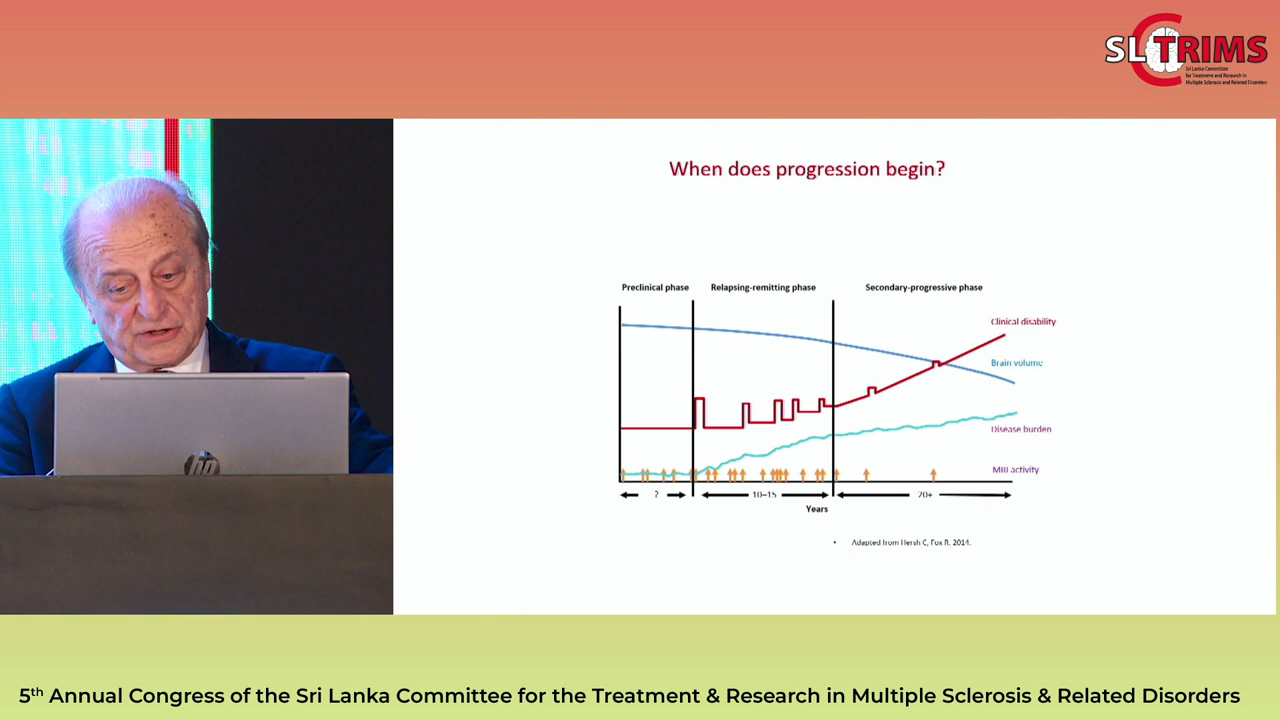 SLCTRIMS
Sri Lanka Committee
for Treatment and Research in
Multiple Sclerosis and Related Disorders
When does progression begin?
Preclinical phase
Relapsing-remitting phase
Secondary-progressive phase
Clinical disability
Brain volume
Disease burden
MRI activity
?
10–15
20+
Years
• Adapted from Hersh C, Fox R. 2014.
hp
5th Annual Congress of the Sri Lanka Committee for the Treatment & Research in Multiple Sclerosis & Related Disorders